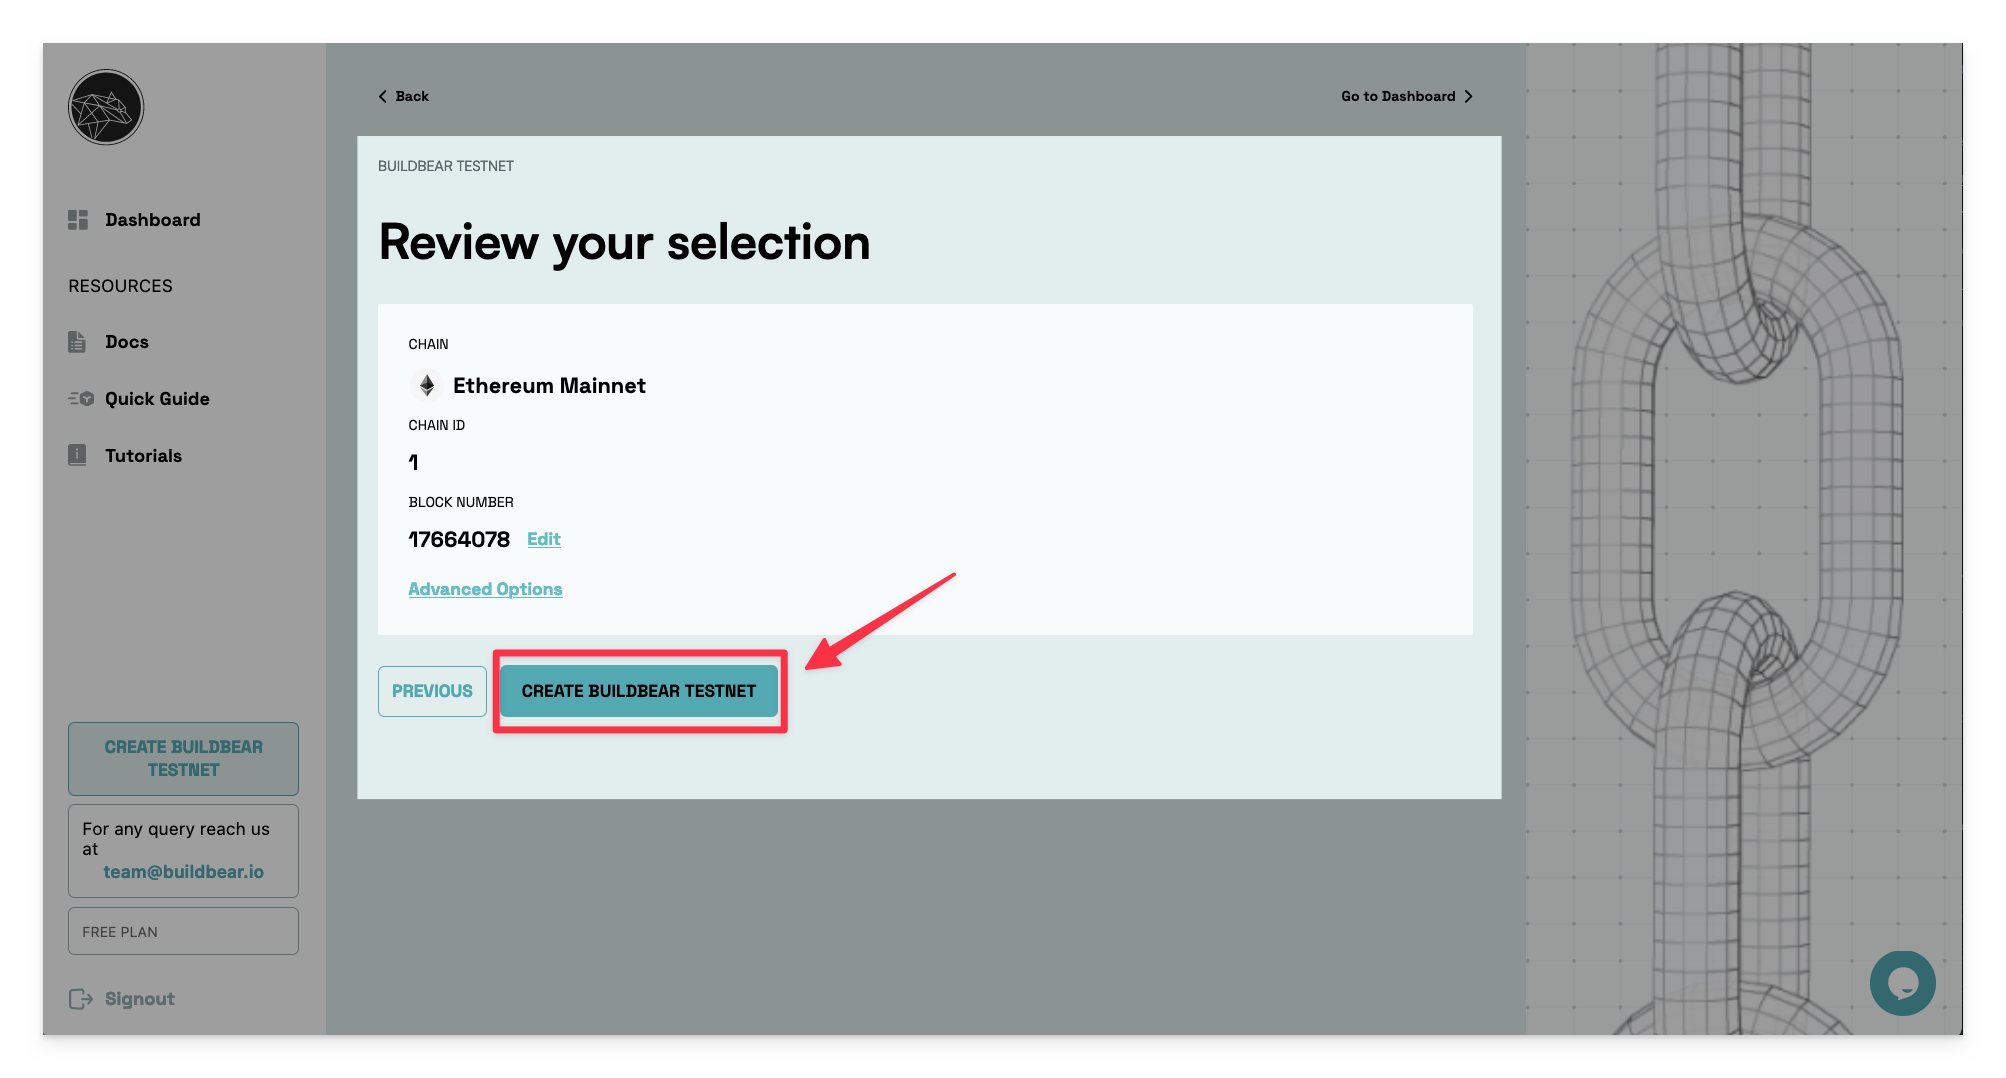 Back
Go to Dashboard
Dashboard
RESOURCES
Docs
Quick Guide
Tutorials
CREATE BUILDBEAR
TESTNET
For any query reach us
at
team@buildbear.io
FREE PLAN
Signout
BUILDBEAR TESTNET
Review your selection
CHAIN
Ethereum Mainnet
CHAIN ID
1
BLOCK NUMBER
17664078 Edit
Advanced Options
PREVIOUS
CREATE BUILDBEAR TESTNET